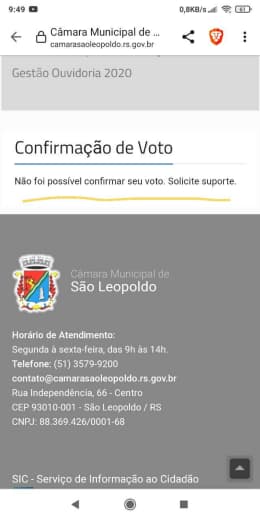 9:49
0,8KB/s
61
Câmara Municipal de ...
camarasaoleopoldo.rs.gov.br
Gestão Ouvidoria 2020
Confirmação de Voto
Não foi possível confirmar seu voto. Solicite suporte.
Câmara Municipal de
São Leopoldo
Horário de Atendimento:
Segunda à sexta-feira, das 9h às 14h.
Telefone: (51) 3579-9200
contato@camarasaoleopoldo.rs.gov.br
Rua Independência, 66 - Centro
CEP 93010-001 - São Leopoldo / RS
CNPJ: 88.369.426/0001-68
SIC - Serviço de Informação ao Cidadão